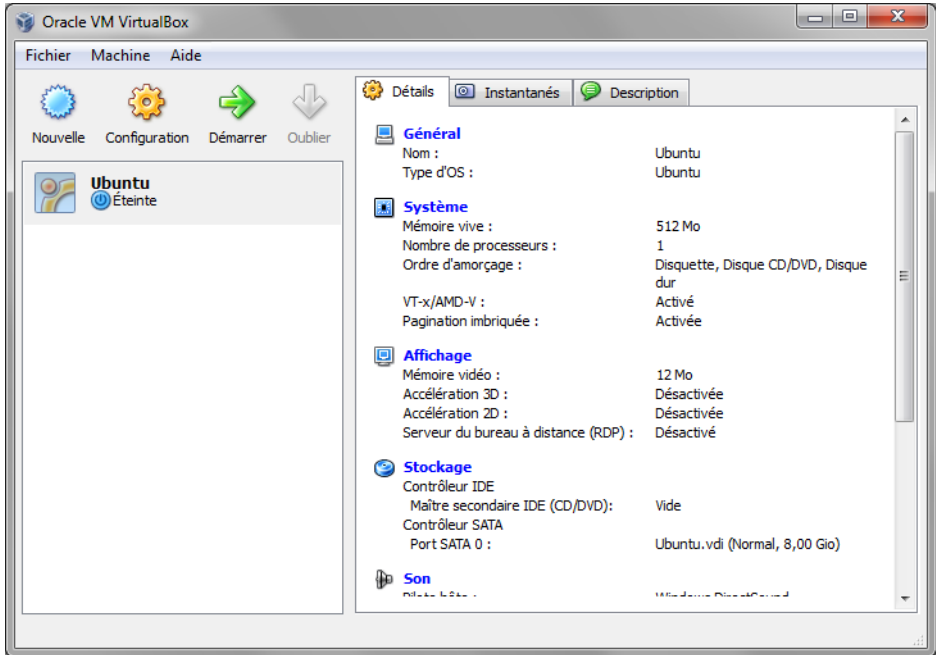 Oracle VM VirtualBox
Fichier Machine Aide
Nouvelle Configuration Démarrer Oublier
Ubuntu
Éteinte
Détails Instantanés Description
Général
Nom : Ubuntu
Type d'OS : Ubuntu
Système
Mémoire vive : 512 Mo
Nombre de processeurs : 1
Ordre d'amorçage : Disquette, Disque CD/DVD, Disque
dur
VT-x/AMD-V : Activé
Pagination imbriquée : Activée
Affichage
Mémoire vidéo : 12 Mo
Accélération 3D : Désactivée
Accélération 2D : Désactivée
Serveur du bureau à distance (RDP) : Désactivé
Stockage
Contrôleur IDE
Maître secondaire IDE (CD/DVD): Vide
Contrôleur SATA
Port SATA 0 : Ubuntu.vdi (Normal, 8,00 Gio)
Son
Pilote hôte : Windows DirectSound